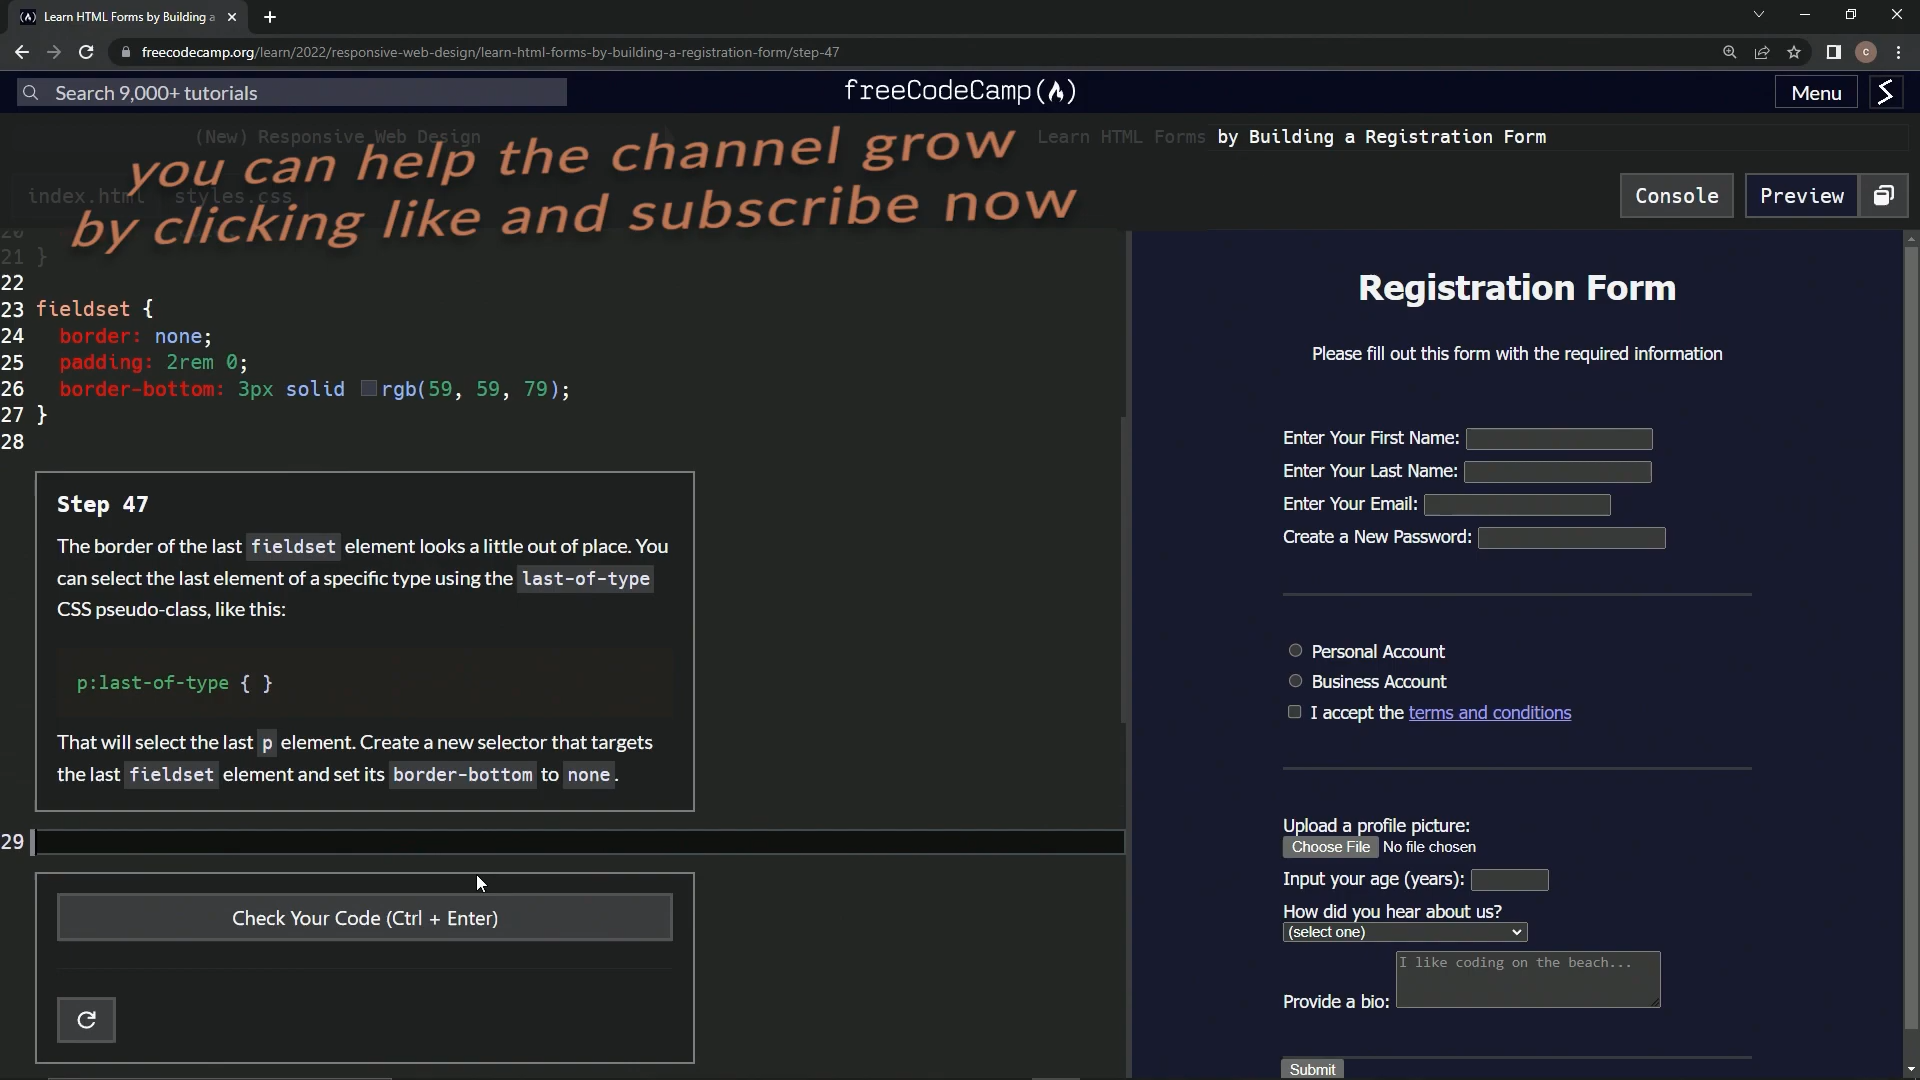 Learn HTML Forms by Building a
freecodecamp.org/learn/2022/responsive-web-design/learn-html-forms-by-building-a-registration-form/step-47
C
Search 9,000+ tutorials
freeCodeCamp
Menu
(New) Responsive Web Design
Learn HTML Forms by Building a Registration Form
you can help the channel grow
by clicking like and subscribe now
index.html
styles.css
Console
Preview
20
21 }
22
23 fieldset {
24 border: none;
25 padding: 2rem 0;
26 border-bottom: 3px solid rgb(59, 59, 79);
27 }
28
Step 47
The border of the last fieldset element looks a little out of place. You
can select the last element of a specific type using the last-of-type
CSS pseudo-class, like this:
p:last-of-type { }
That will select the last p element. Create a new selector that targets
the last fieldset element and set its border-bottom to none.
29
Check Your Code (Ctrl + Enter)
Registration Form
Please fill out this form with the required information
Enter Your First Name:
Enter Your Last Name:
Enter Your Email:
Create a New Password:
Personal Account
Business Account
I accept the terms and conditions
Upload a profile picture:
Choose File No file chosen
Input your age (years):
How did you hear about us?
(select one)
I like coding on the beach...
Provide a bio:
Submit